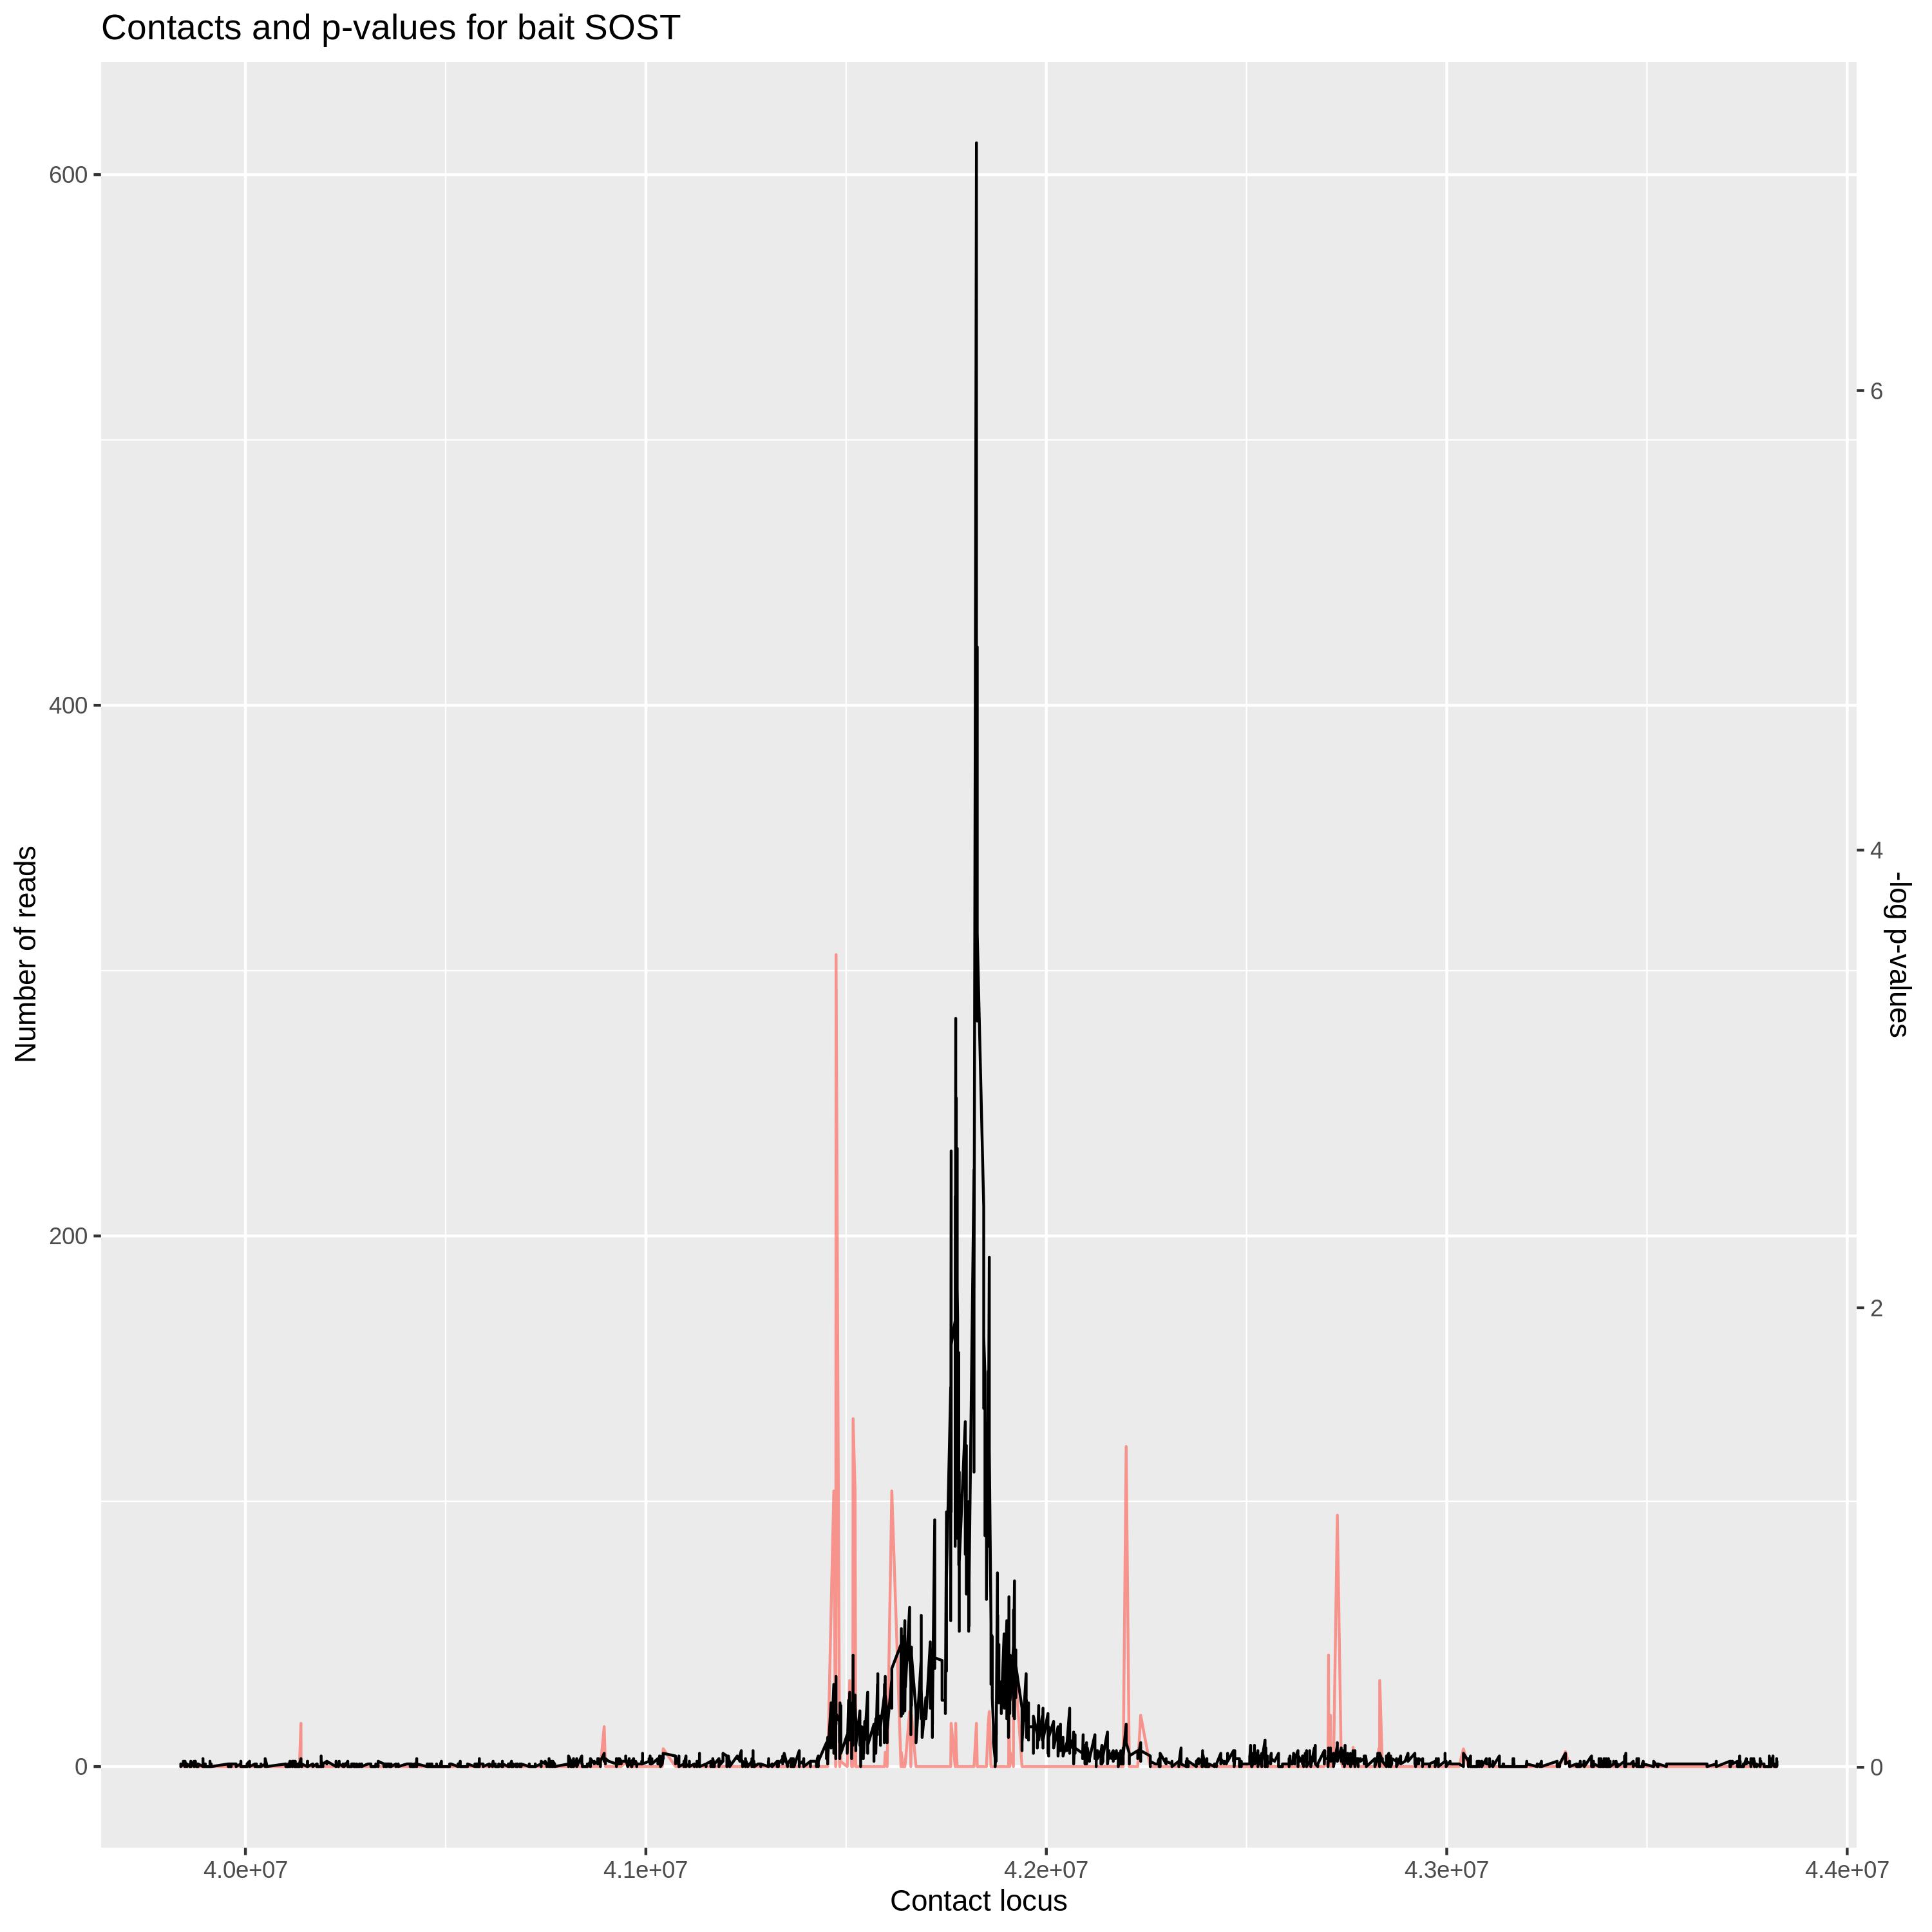 Contacts and p-values for bait SOST
600
400
200
0
Number of reads
6
4
2
0
-log p-values
4.0e+07 4.1e+07 4.2e+07 4.3e+07 4.4e+07
Contact locus